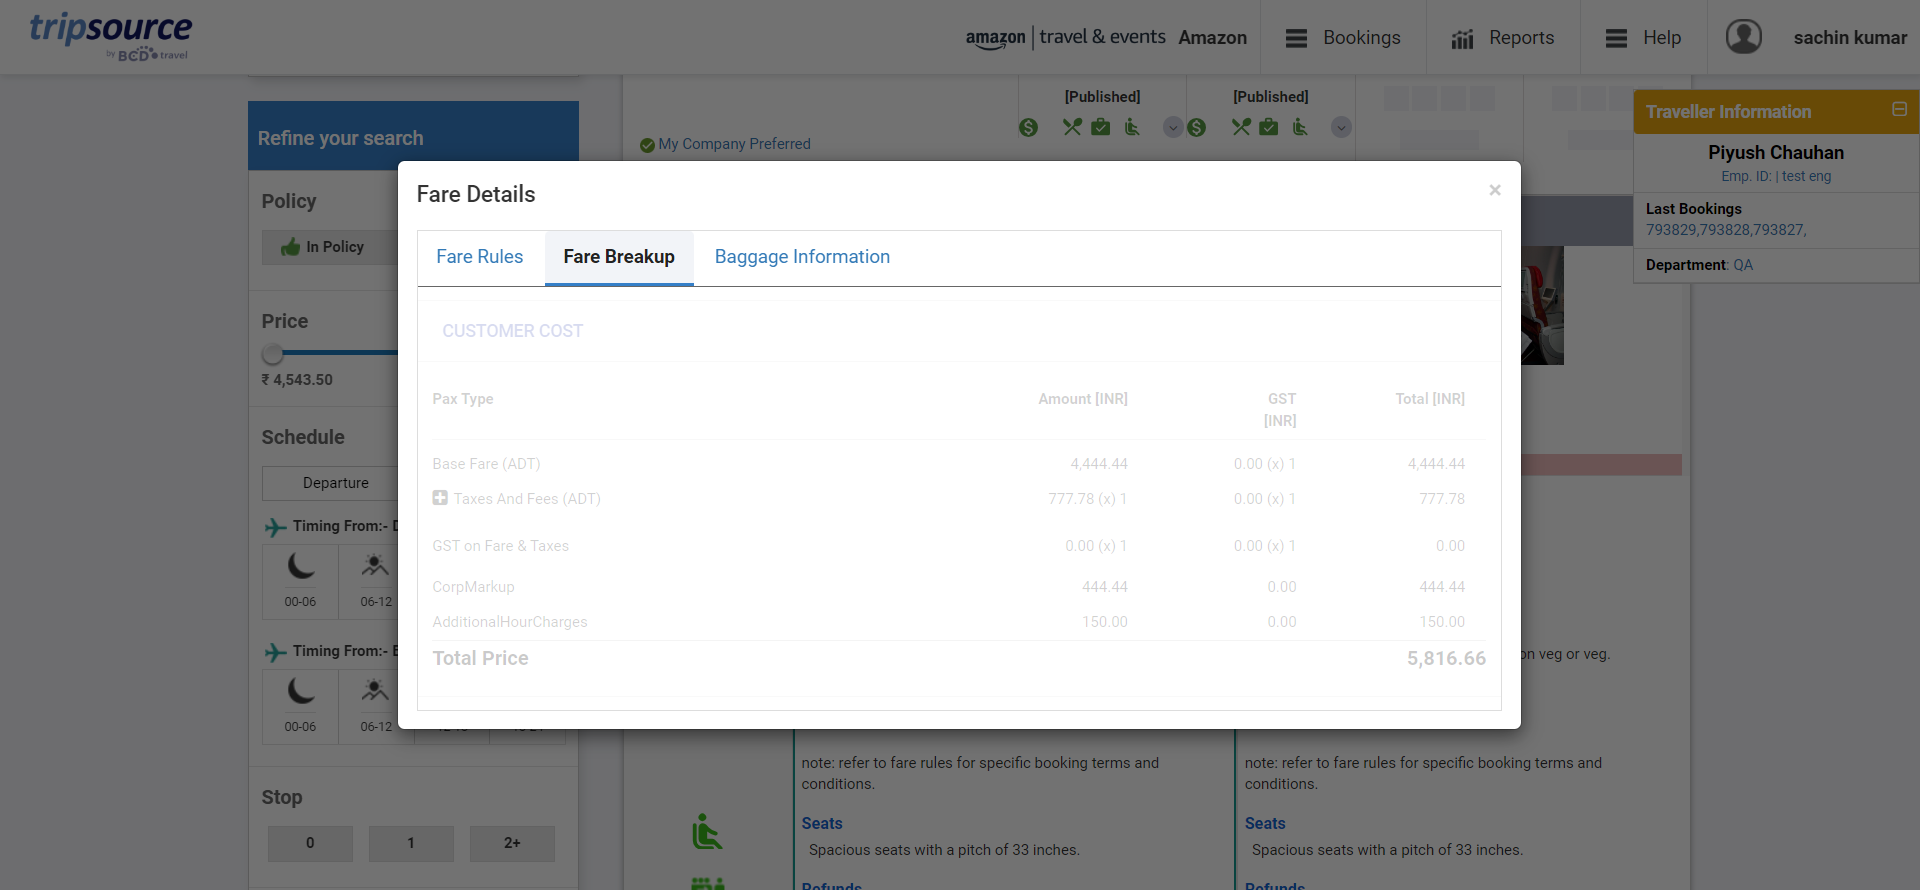 tripsource
by BCD travel
amazon | travel & events Amazon
Bookings
Reports
Help
sachin kumar
Refine your search
Policy
In Policy
Price
₹ 4,543.50
Schedule
Departure
Timing From:-
00-06
06-12
Timing From:-
00-06
06-12
Stop
0
1
2+
[Published]
[Published]
My Company Preferred
Traveller Information
Piyush Chauhan
Emp. ID: | test eng
Last Bookings
793829,793828,793827,
Department: QA
Fare Details
×
Fare Rules
Fare Breakup
Baggage Information
CUSTOMER COST
Pax Type Amount [INR] GST [INR] Total [INR]
Base Fare (ADT) 4,444.44 0.00 (x) 1 4,444.44
Taxes And Fees (ADT) 777.78 (x) 1 0.00 (x) 1 777.78
GST on Fare & Taxes 0.00 (x) 1 0.00 (x) 1 0.00
CorpMarkup 444.44 0.00 444.44
AdditionalHourCharges 150.00 0.00 150.00
Total Price 5,816.66
on veg or veg.
note: refer to fare rules for specific booking terms and
conditions.
Seats
Spacious seats with a pitch of 33 inches.
Refunds
note: refer to fare rules for specific booking terms and
conditions.
Seats
Spacious seats with a pitch of 33 inches.
Refunds